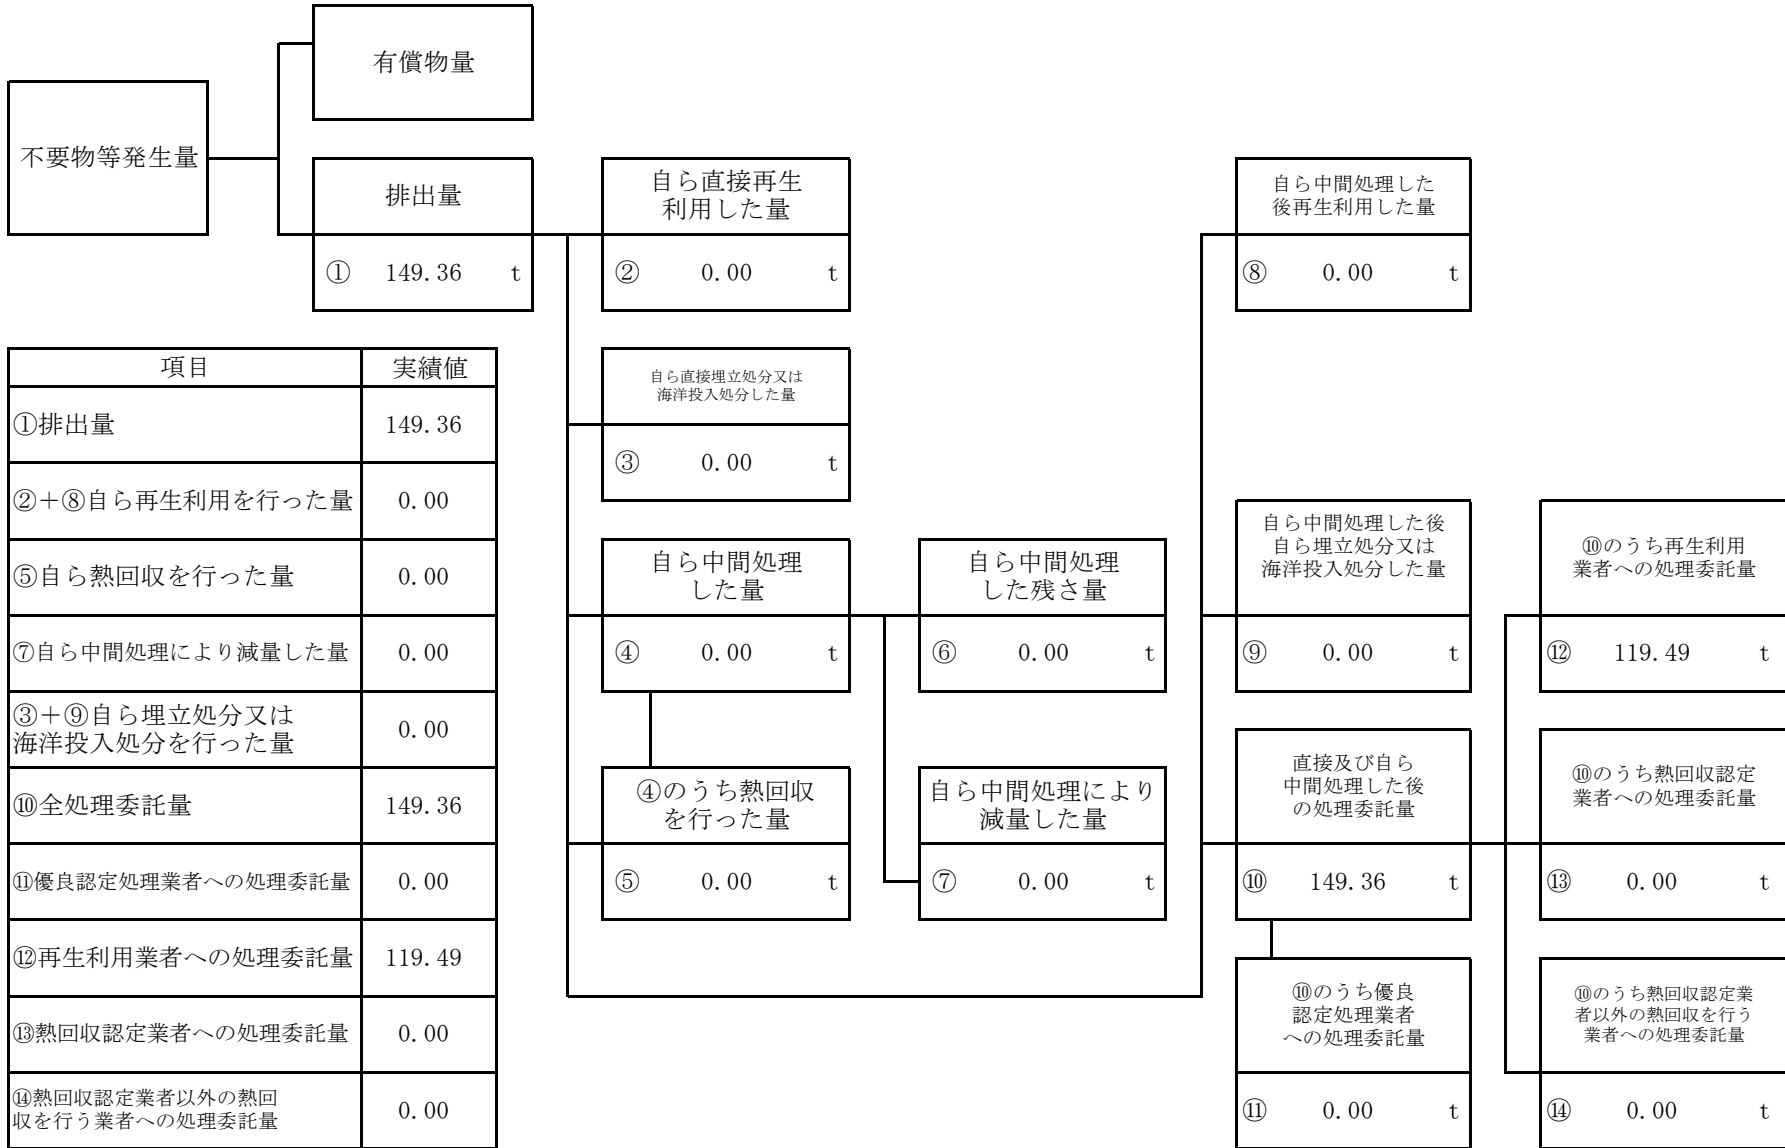 有償物量
不要物等発生量
排出量
① 149.36 t
自ら直接再生
利用した量
② 0.00 t
自ら中間処理した
後再生利用した量
⑧ 0.00 t
自ら直接埋立処分又は
海洋投入処分した量
③ 0.00 t
自ら中間処理
した量
④ 0.00 t
自ら中間処理
した残さ量
⑥ 0.00 t
自ら中間処理した後
自ら埋立処分又は
海洋投入処分した量
⑨ 0.00 t
⑩のうち再生利用
業者への処理委託量
⑫ 119.49 t
④のうち熱回収
を行った量
⑤ 0.00 t
自ら中間処理により
減量した量
⑦ 0.00 t
直接及び自ら
中間処理した後
の処理委託量
⑩ 149.36 t
⑩のうち熱回収認定
業者への処理委託量
⑬ 0.00 t
⑩のうち優良
認定処理業者
への処理委託量
⑪ 0.00 t
⑩のうち熱回収認定業
者以外の熱回収を行う
業者への処理委託量
⑭ 0.00 t
項目 実績値
①排出量 149.36
②+⑧自ら再生利用を行った量 0.00
⑤自ら熱回収を行った量 0.00
⑦自ら中間処理により減量した量 0.00
③+⑨自ら埋立処分又は
海洋投入処分を行った量 0.00
⑩全処理委託量 149.36
⑪優良認定処理業者への処理委託量 0.00
⑫再生利用業者への処理委託量 119.49
⑬熱回収認定業者への処理委託量 0.00
⑭熱回収認定業者以外の熱回
収を行う業者への処理委託量 0.00